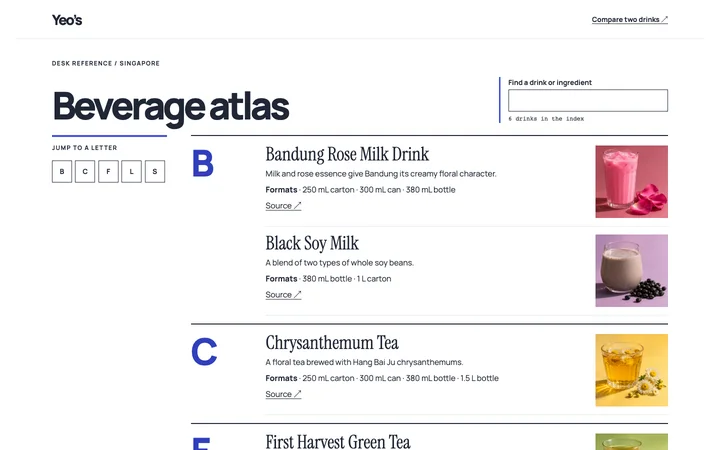 Yeo's
Compare two drinks ↗
DESK REFERENCE / SINGAPORE
Beverage atlas
Find a drink or ingredient
6 drinks in the index
JUMP TO A LETTER
B C F L S
B
Bandung Rose Milk Drink
Milk and rose essence give Bandung its creamy floral character.
Formats · 250 mL carton · 300 mL can · 380 mL bottle
Source ↗
Black Soy Milk
A blend of two types of whole soy beans.
Formats · 380 mL bottle · 1 L carton
Source ↗
C
Chrysanthemum Tea
A floral tea brewed with Hang Bai Ju chrysanthemums.
Formats · 250 mL carton · 300 mL can · 380 mL bottle · 1.5 L bottle
Source ↗
F
First Harvest Green Tea